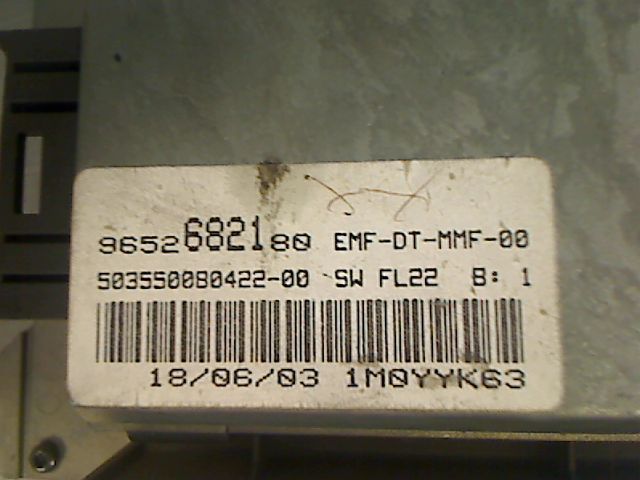 9652682180 EMF-DT-MMF-00
503550080422-00 SW FL22 B: 1
18/06/03 1M0YYK63